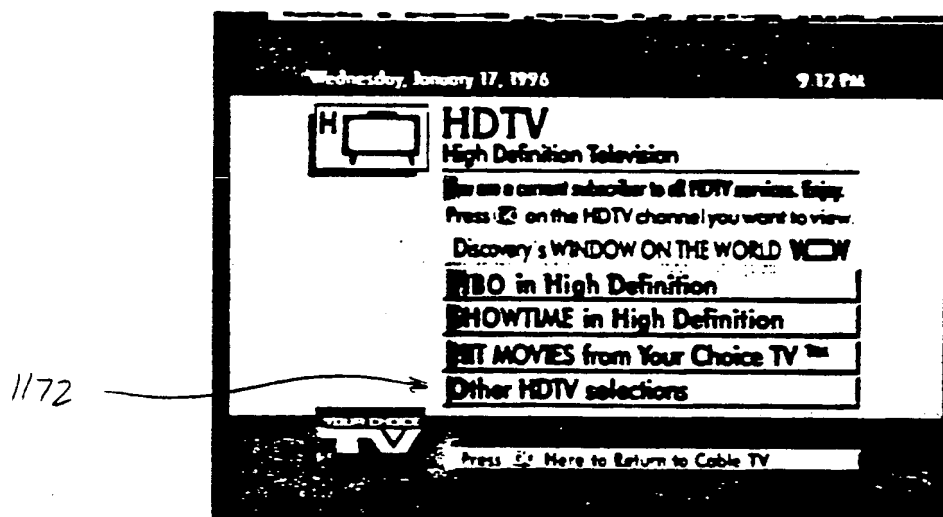 Wednesday, January 17, 1996 9:12 PM
H
HDTV
High Definition Television
You are a current subscriber to all HDTV services. Enjoy.
Press on the HDTV channel you want to view.
Discovery's WINDOW ON THE WORLD WOW
HBO in High Definition
SHOWTIME in High Definition
HIT MOVIES from Your Choice TV
Other HDTV selections
1172
YOUR CHOICE
TV
Press Here to Return to Cable TV